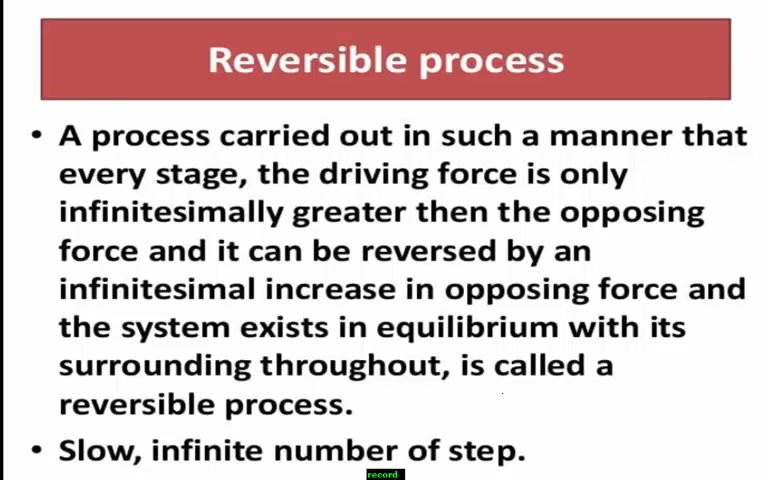 Reversible process
• A process carried out in such a manner that
every stage, the driving force is only
infinitesimally greater then the opposing
force and it can be reversed by an
infinitesimal increase in opposing force and
the system exists in equilibrium with its
surrounding throughout, is called a
reversible process.
• Slow, infinite number of step.
record